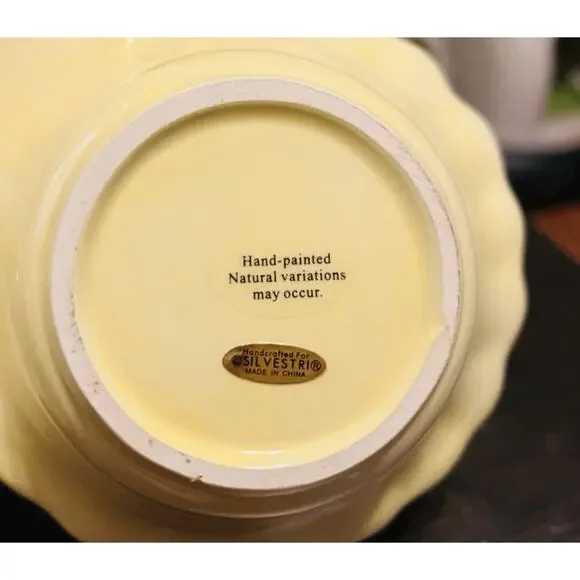 Hand-painted
Natural variations
may occur.
Handcrafted For
©SILVESTRI®
MADE IN CHINA